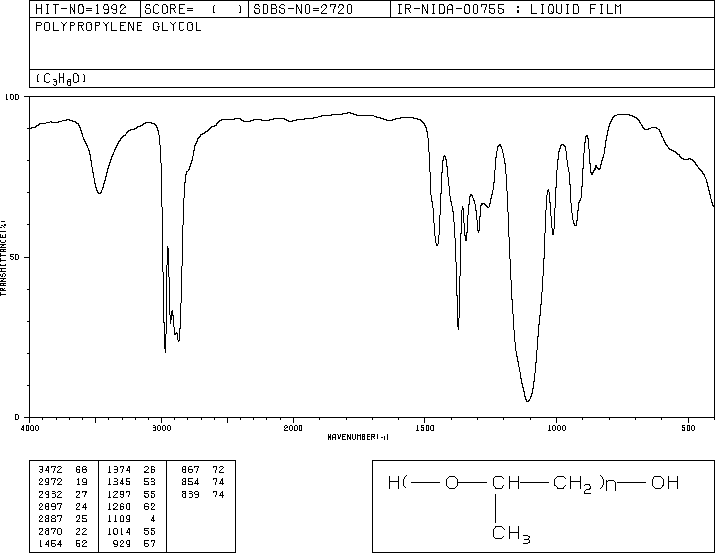 HIT-NO=1992 SCORE= ( ) SDBS-NO=2720 IR-NIDA-00755 : LIQUID FILM
POLYPROPYLENE GLYCOL
(C3H6O)
100
50
0
TRANSMITTANCE(%)
4000 3000 2000 1500 1000 500
WAVENUMBER(-1)
3472 68 1374 26 867 72
2972 19 1345 53 854 74
2932 27 1297 55 839 74
2897 24 1260 62
2887 25 1109 4
2870 22 1014 55
1454 52 929 57
H( O CH CH2 )n OH
CH3